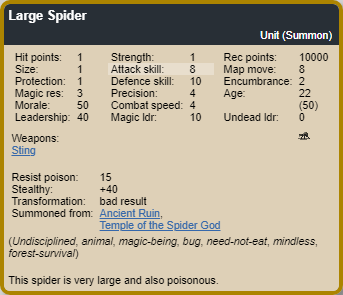 Large Spider
Unit (Summon)
Hit points: 1 Strength: 1 Rec points: 10000
Size: 1 Attack skill: 8 Map move: 8
Protection: 1 Defence skill: 10 Encumbrance: 2
Magic res: 3 Precision: 4 Age: 22
Morale: 50 Combat speed: 4 (50)
Leadership: 40 Magic ldr: 10 Undead ldr: 0
Weapons:
Sting
Resist poison: 15
Stealthy: +40
Transformation: bad result
Summoned from: Ancient Ruin,
Temple of the Spider God
(Undisciplined, animal, magic-being, bug, need-not-eat, mindless,
forest-survival)
This spider is very large and also poisonous.